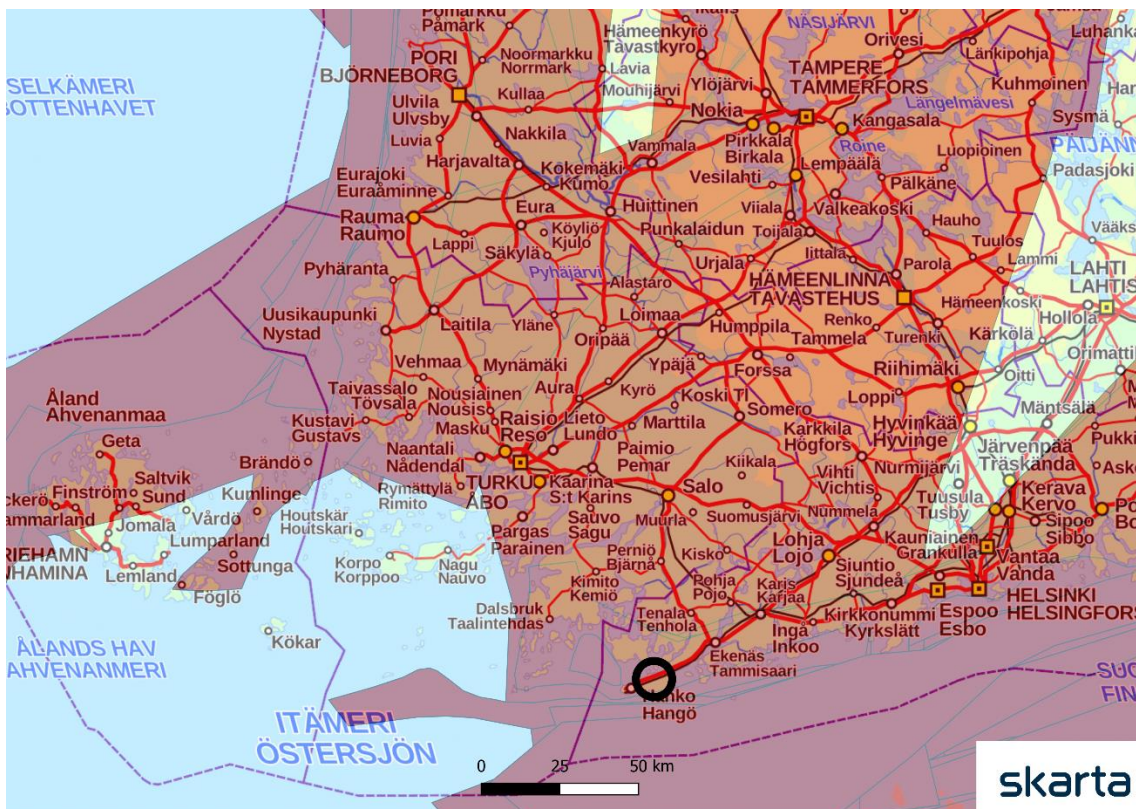 Pomarkku
Påmark
Ikalis
Hämeenkyrö
Tavastkyro
NÄSIJÄRVI
Orivesi
Länkipohja
Luhanka
PORI
BJÖRNEBORG
Noormarkku
Norrmark
Lavia
Mouhijärvi
Ylöjärvi
TAMPERE
TAMMERFORS
Kuhmoinen
SELKÄMERI
BOTTENHAVET
Ulvila
Ulvsby
Kullaa
Nokia
Längelmävesi
Sysmä
Nakkila
Pirkkala
Birkala
Kangasala
Roine
Luopioinen
PÄIJÄNN
Luvia
Harjavalta
Kokemäki
Kumo
Vammala
Vesilahti
Lempäälä
Padasjoki
Eurajoki
Euraåminne
Pälkäne
Rauma
Raumo
Eura
Huittinen
Viiala
Valkeakoski
Hauho
Vääks
Lappi
Köyliö
Kjulo
Punkalaidun
Toijala
Tuulos
Säkylä
Iittala
Lammi
Pyhäranta
Pyhäjärvi
Urjala
Parola
LAHTI
LAHTIS
Alastaro
HÄMEENLINNA
TAVASTEHUS
Hämeenkoski
Hollola
Uusikaupunki
Nystad
Laitila
Yläne
Loimaa
Humppila
Renko
Kärkölä
Oripää
Tammela
Turenki
Orimattil
Vehmaa
Mynämäki
Ypäjä
Forssa
Riihimäki
Oitti
Taivassalo
Tövsala
Aura
Kyrö
Loppi
Nousiainen
Nousis
Koski Tl
Somero
Mäntsälä
Åland
Ahvenanmaa
Kustavi
Gustavs
Masku
Raisio
Reso
Lieto
Lundo
Marttila
Karkkila
Högfors
Hyvinkää
Hyvinge
Pukki
Geta
Naantali
Nådendal
Paimio
Pemar
Järvenpää
Träskända
Brändö
Kiikala
Vihti
Vichtis
Nurmijärvi
Saltvik
Finström
Sund
Kumlinge
Rymättylä
Rimito
TURKU
ÅBO
Kaarina
S:t Karins
Salo
Tuusula
Tusby
Kerava
Kervo
Vårdö
Houtskär
Houtskari
Sauvo
Sagu
Muurla
Suomusjärvi
Nummela
Sipoo
Sibbo
Jomala
Lumparland
Pargas
Parainen
Lohja
Lojo
Kauniainen
Grankulla
Vantaa
Vanda
Lemland
Sottunga
Korpo
Korppoo
Nagu
Nauvo
Perniö
Bjärnå
Kisko
Siuntio
Sjundeå
Föglö
Kimito
Kemiö
Pohja
Pojo
Karis
Karjaa
HELSINKI
HELSINGFORS
Dalsbruk
Taalintehdas
Tenala
Tenhola
Kirkkonummi
Kyrkslätt
Espoo
Esbo
Kökar
Ingå
Inkoo
ÅLANDS HAV
AHVENANMERI
Ekenäs
Tammisaari
Hanko
Hangö
ITÄMERI
ÖSTERSJÖN
0 25 50 km
skarta